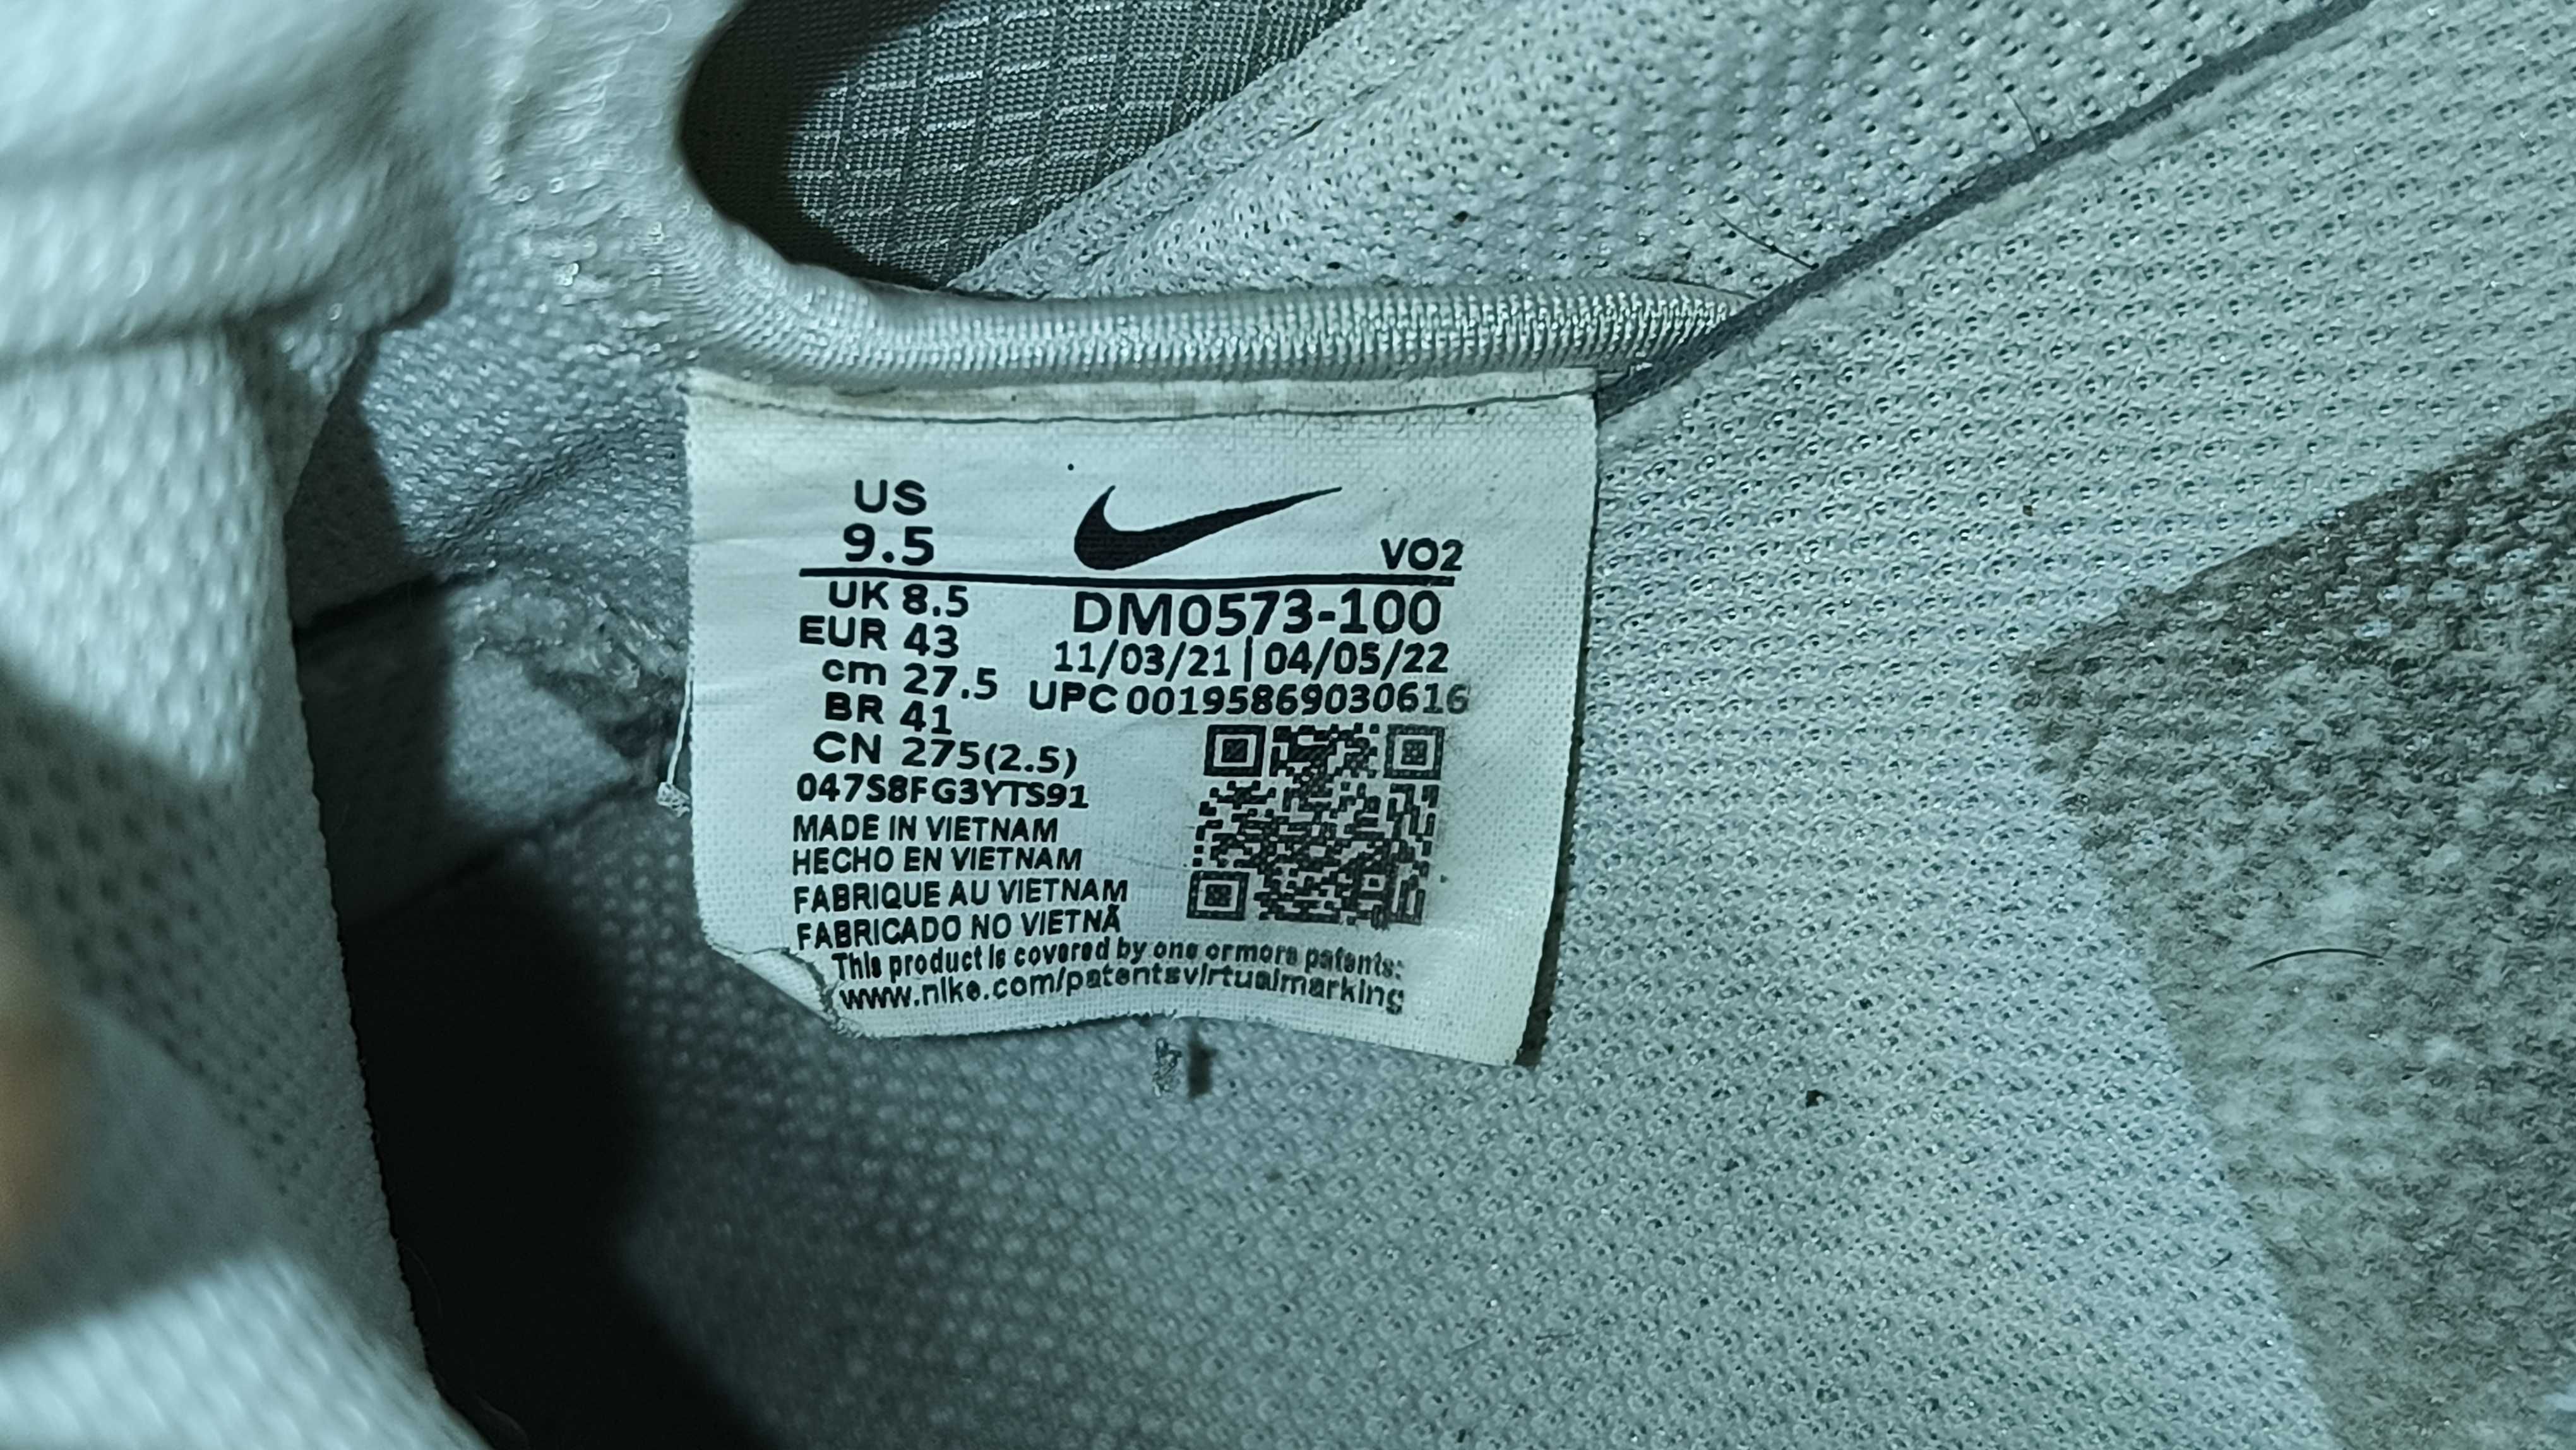 US
9.5
VO2
UK 8.5
EUR 43
cm 27.5
BR 41
CN 275(2.5)
DM0573-100
11/03/21 | 04/05/22
UPC 00195869030616
047S8FG3YTS91
MADE IN VIETNAM
HECHO EN VIETNAM
FABRIQUE AU VIETNAM
FABRICADO NO VIETNÃ
This product is covered by one or more patents:
www.nike.com/patentsvirtualmarking